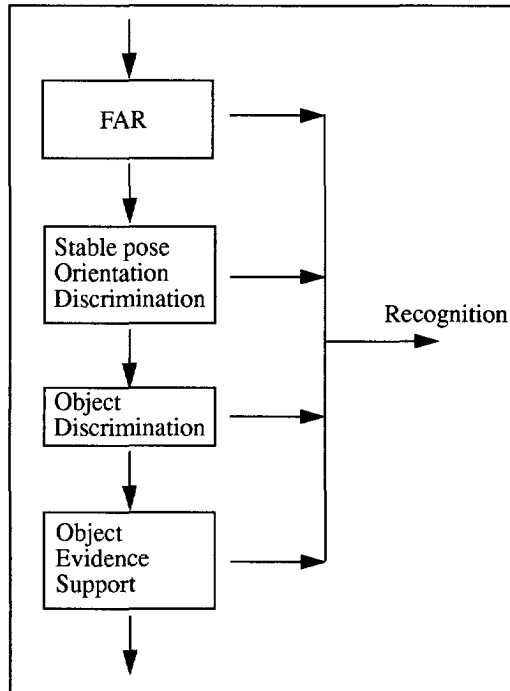 FAR
Stable pose
Orientation
Discrimination
Recognition
Object
Discrimination
Object
Evidence
Support